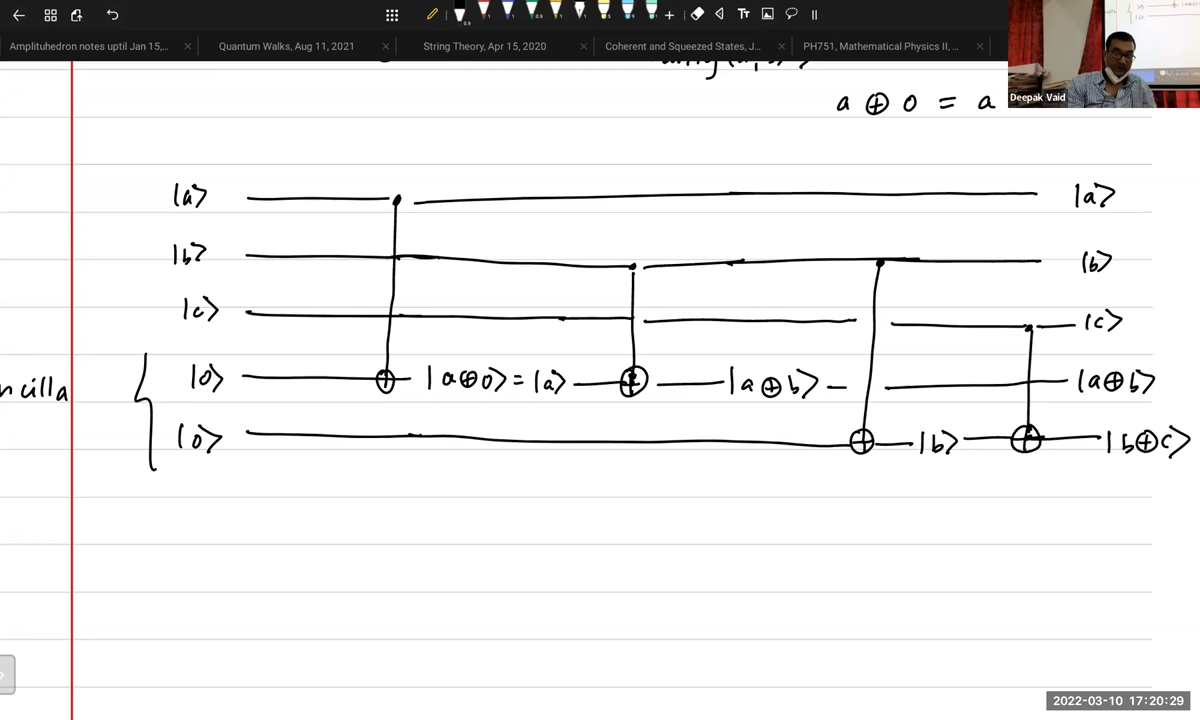 Amplituhedron notes uptil Jan 15,... × Quantum Walks, Aug 11, 2021 × String Theory, Apr 15, 2020 × Coherent and Squeezed States, J... × PH751, Mathematical Physics II, ... ×
Deepak Vaid
a ⊕ 0 = a
|a⟩ |a⟩
|b⟩ |b⟩
|c⟩ |c⟩
ncilla { |0⟩ |a⊕0⟩ = |a⟩ |a⊕b⟩ |a⊕b⟩
|0⟩ |b⟩ |b⊕c⟩
2022-03-10 17:20:29